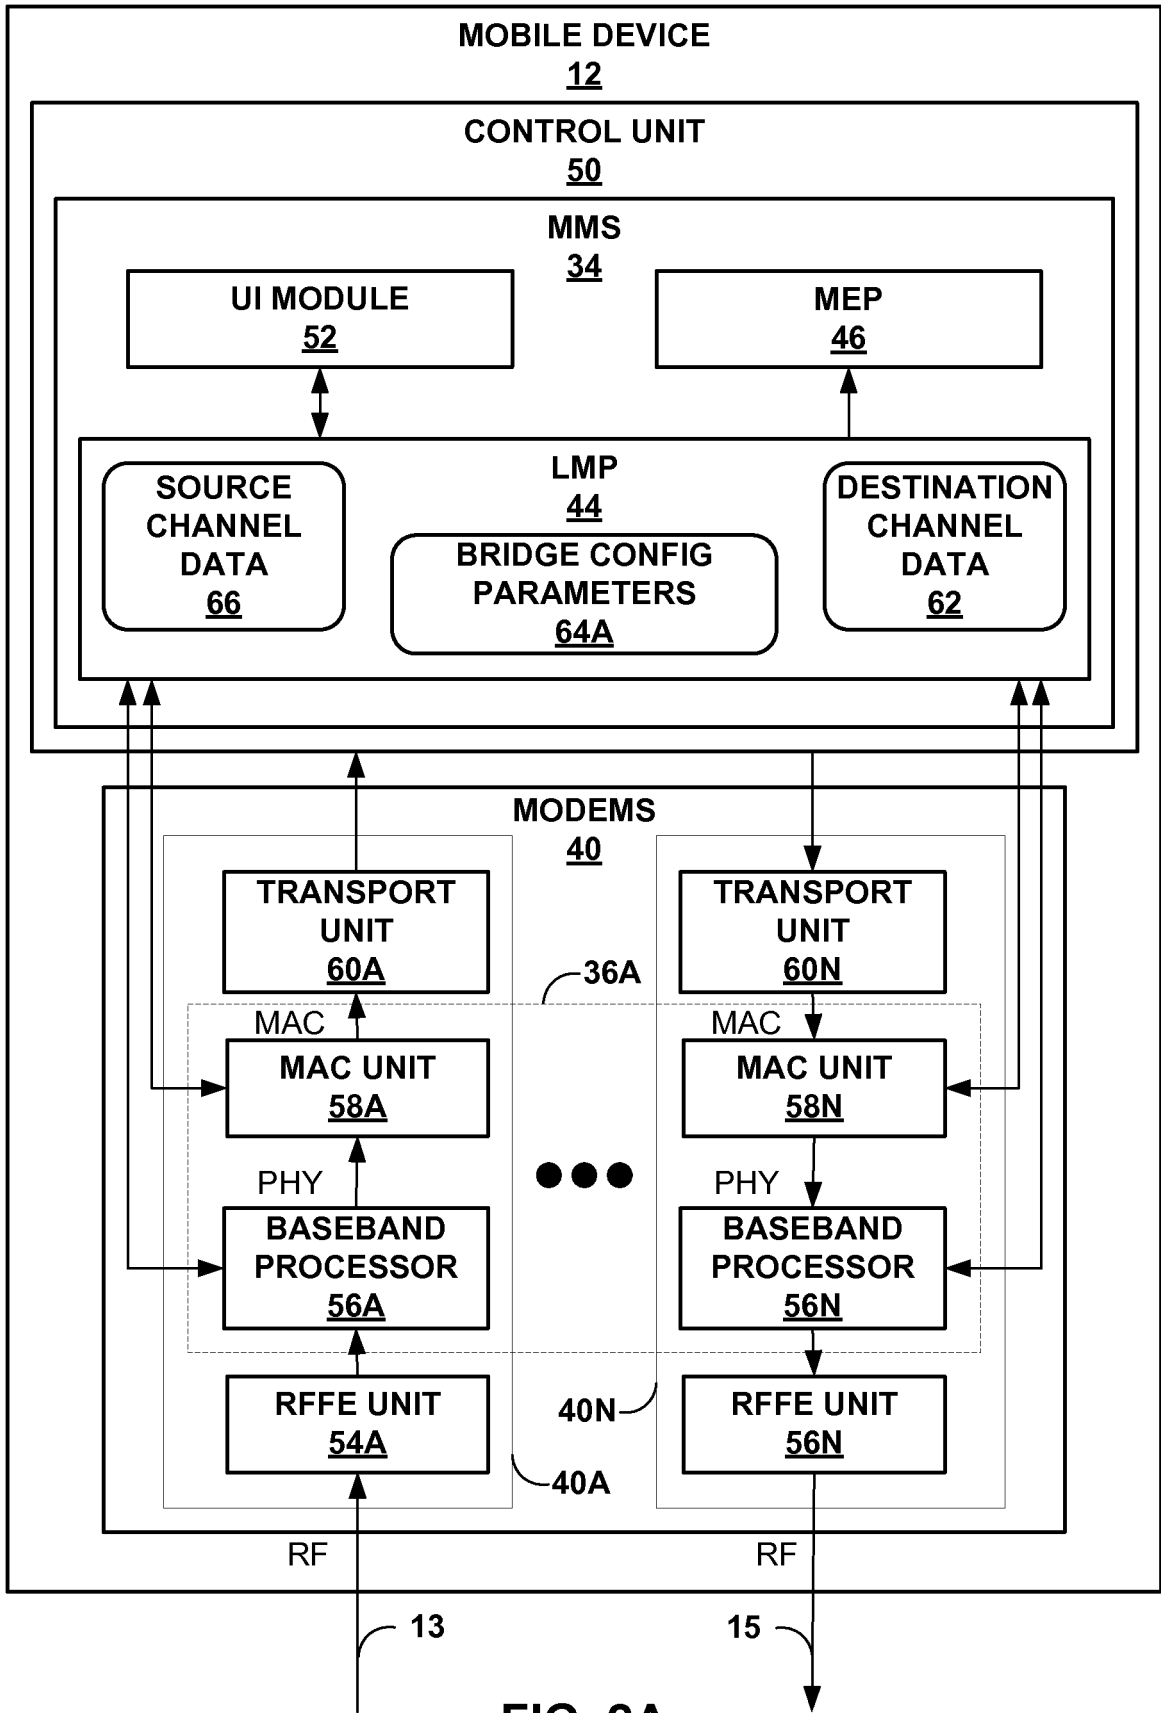 MOBILE DEVICE
12
CONTROL UNIT
50
MMS
34
UI MODULE
52
MEP
46
LMP
44
SOURCE
CHANNEL
DATA
66
BRIDGE CONFIG
PARAMETERS
64A
DESTINATION
CHANNEL
DATA
62
MODEMS
40
TRANSPORT
UNIT
60A
TRANSPORT
UNIT
60N
36A
MAC
MAC
MAC UNIT
58A
MAC UNIT
58N
PHY
PHY
BASEBAND
PROCESSOR
56A
BASEBAND
PROCESSOR
56N
RFFE UNIT
54A
RFFE UNIT
56N
40N
40A
RF
RF
13
15